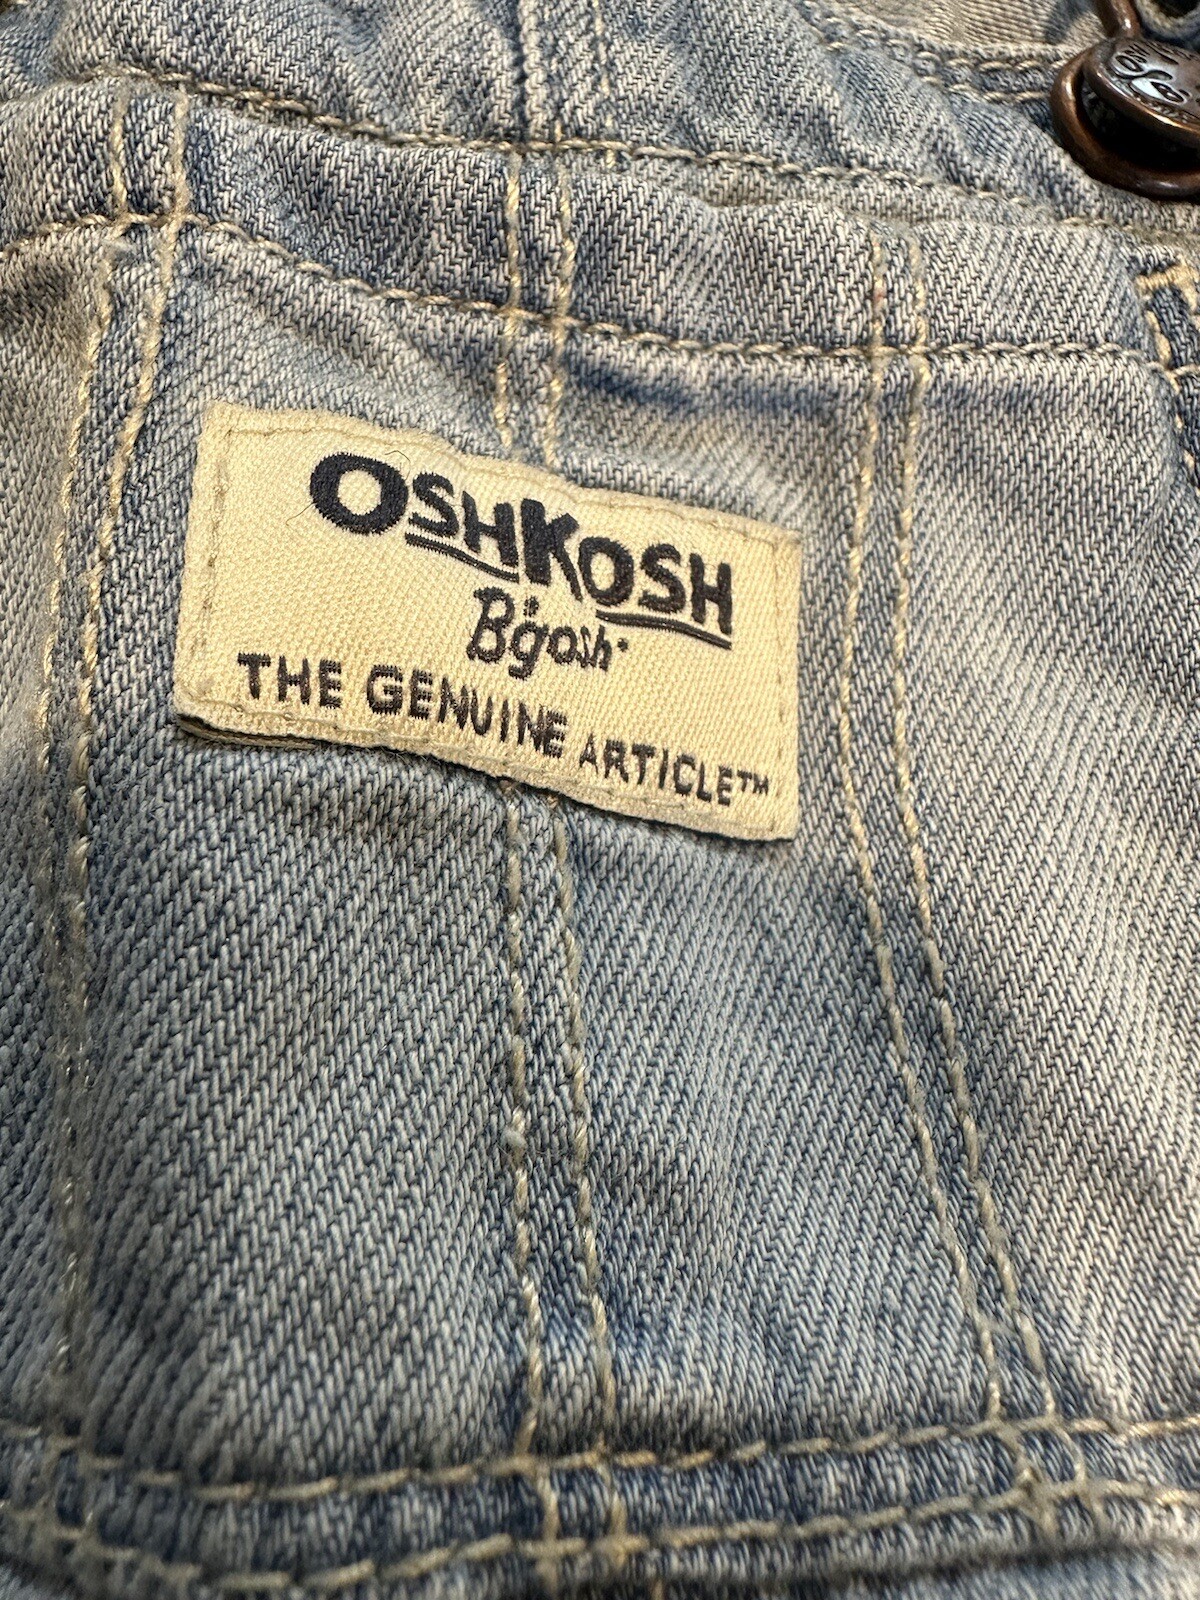 OSHKOSH
B'gosh
THE GENUINE ARTICLE™